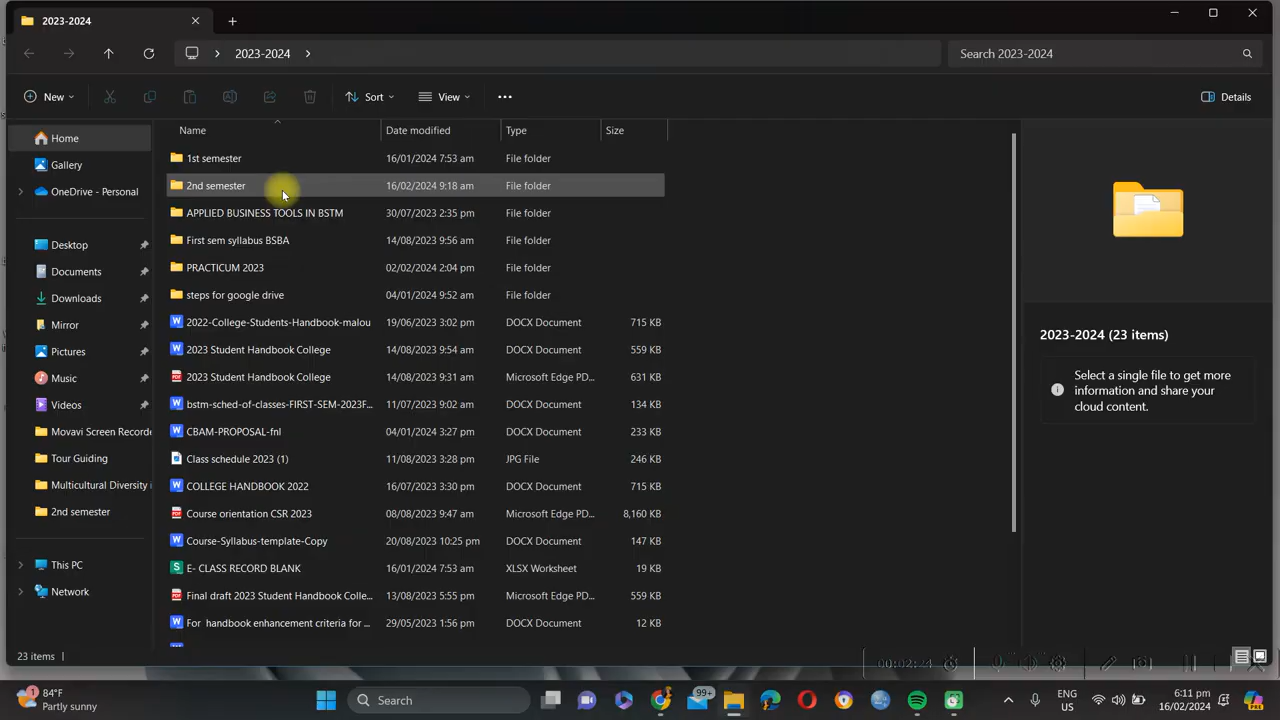 2023-2024
2023-2024
Search 2023-2024
New
Sort
View
Details
Name
Date modified
Type
Size
Home
Gallery
OneDrive - Personal
Desktop
Documents
Downloads
Mirror
Pictures
Music
Videos
Movavi Screen Recorde
Tour Guiding
Multicultural Diversity i
2nd semester
This PC
Network
1st semester 16/01/2024 7:53 am File folder
2nd semester 16/02/2024 9:18 am File folder
APPLIED BUSINESS TOOLS IN BSTM 30/07/2023 2:35 pm File folder
First sem syllabus BSBA 14/08/2023 9:56 am File folder
PRACTICUM 2023 02/02/2024 2:04 pm File folder
steps for google drive 04/01/2024 9:52 am File folder
2022-College-Students-Handbook-malou 19/06/2023 3:02 pm DOCX Document 715 KB
2023 Student Handbook College 14/08/2023 9:54 am DOCX Document 559 KB
2023 Student Handbook College 14/08/2023 9:31 am Microsoft Edge PD... 631 KB
bstm-sched-of-classes-FIRST-SEM-2023F... 11/07/2023 9:02 am DOCX Document 134 KB
CBAM-PROPOSAL-fnl 04/01/2024 3:27 pm DOCX Document 233 KB
Class schedule 2023 (1) 11/08/2023 3:28 pm JPG File 246 KB
COLLEGE HANDBOOK 2022 16/07/2023 3:30 pm DOCX Document 715 KB
Course orientation CSR 2023 08/08/2023 9:47 am Microsoft Edge PD... 8,160 KB
Course-Syllabus-template-Copy 20/08/2023 10:25 pm DOCX Document 147 KB
E- CLASS RECORD BLANK 16/01/2024 7:53 am XLSX Worksheet 19 KB
Final draft 2023 Student Handbook Colle... 13/08/2023 5:55 pm Microsoft Edge PD... 559 KB
For handbook enhancement criteria for ... 29/05/2023 1:56 pm DOCX Document 12 KB
2023-2024 (23 items)
Select a single file to get more
information and share your
cloud content.
23 items
00:02:24
84°F
Partly sunny
1
Search
99+
ENG
US
6:11 pm
16/02/2024